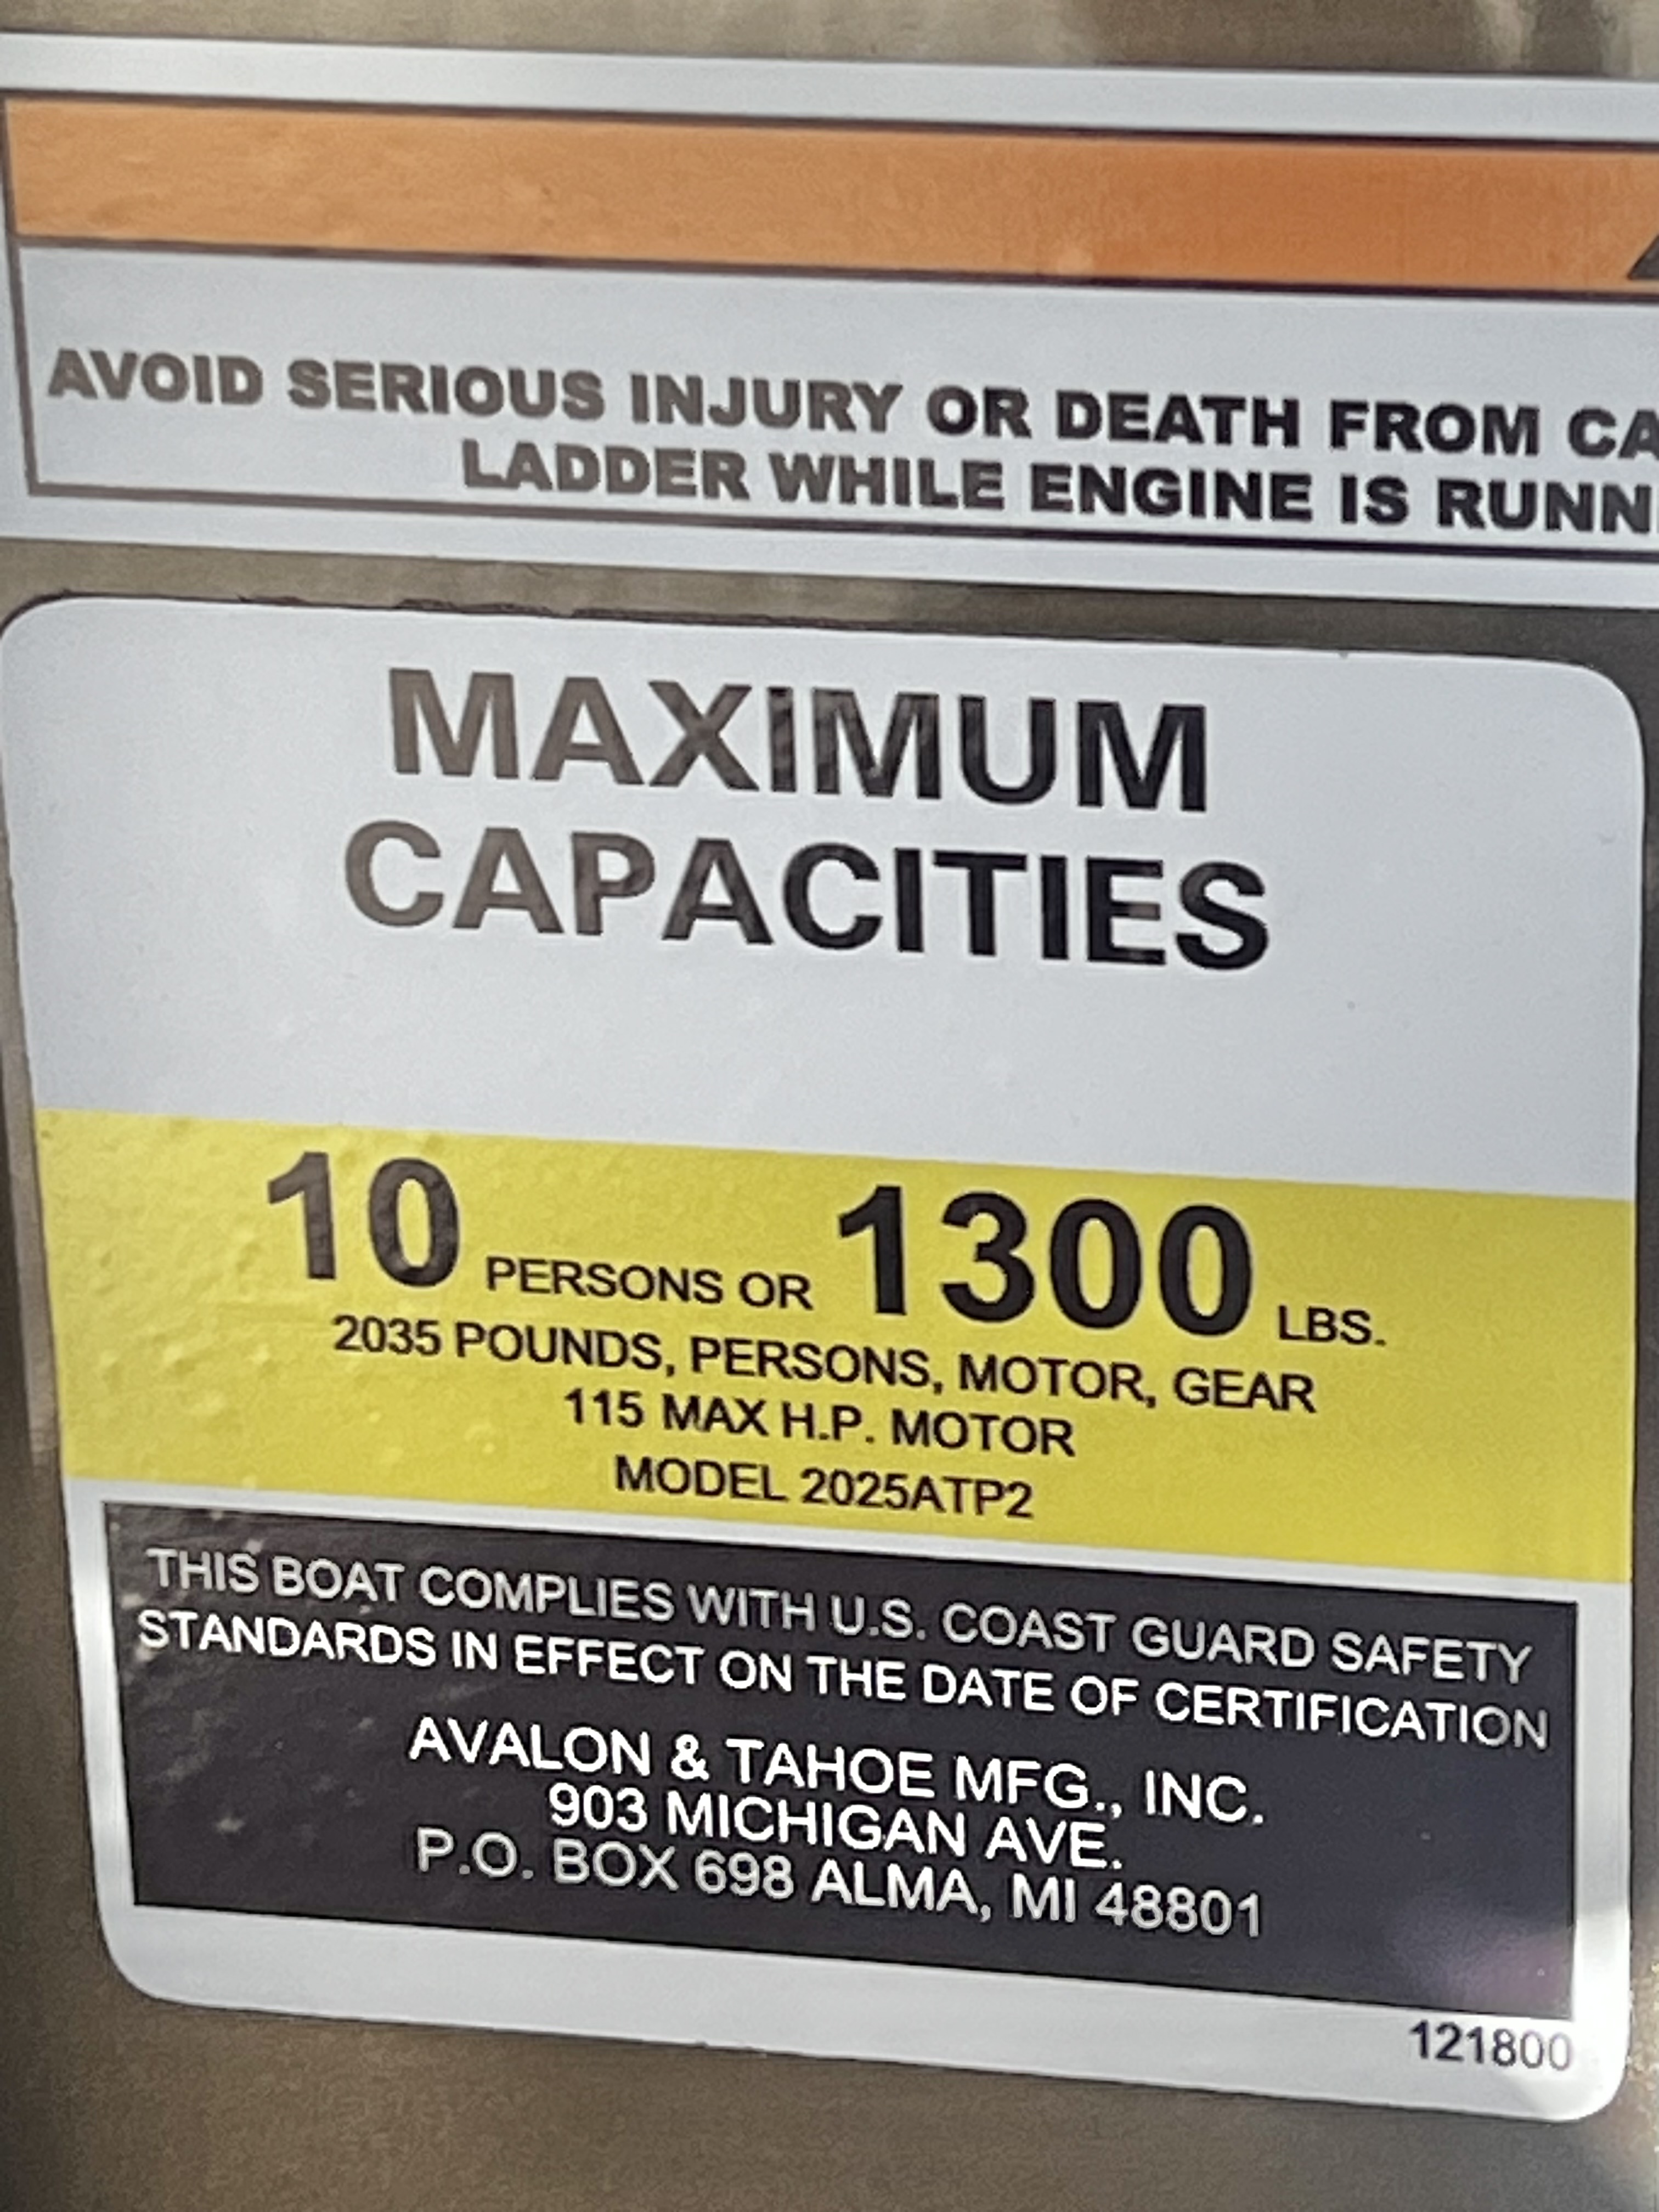 AVOID SERIOUS INJURY OR DEATH FROM
LADDER WHILE ENGINE IS
MAXIMUM
CAPACITIES
10 PERSONS OR 1300 LBS.
2035 POUNDS, PERSONS, MOTOR, GEAR
115 MAX H.P. MOTOR
MODEL 2025ATP2
THIS BOAT COMPLIES WITH U.S. COAST GUARD SAFETY
STANDARDS IN EFFECT ON THE DATE OF CERTIFICATION
AVALON & TAHOE MFG., INC.
903 MICHIGAN AVE.
P.O. BOX 698 ALMA, MI 48801
121800